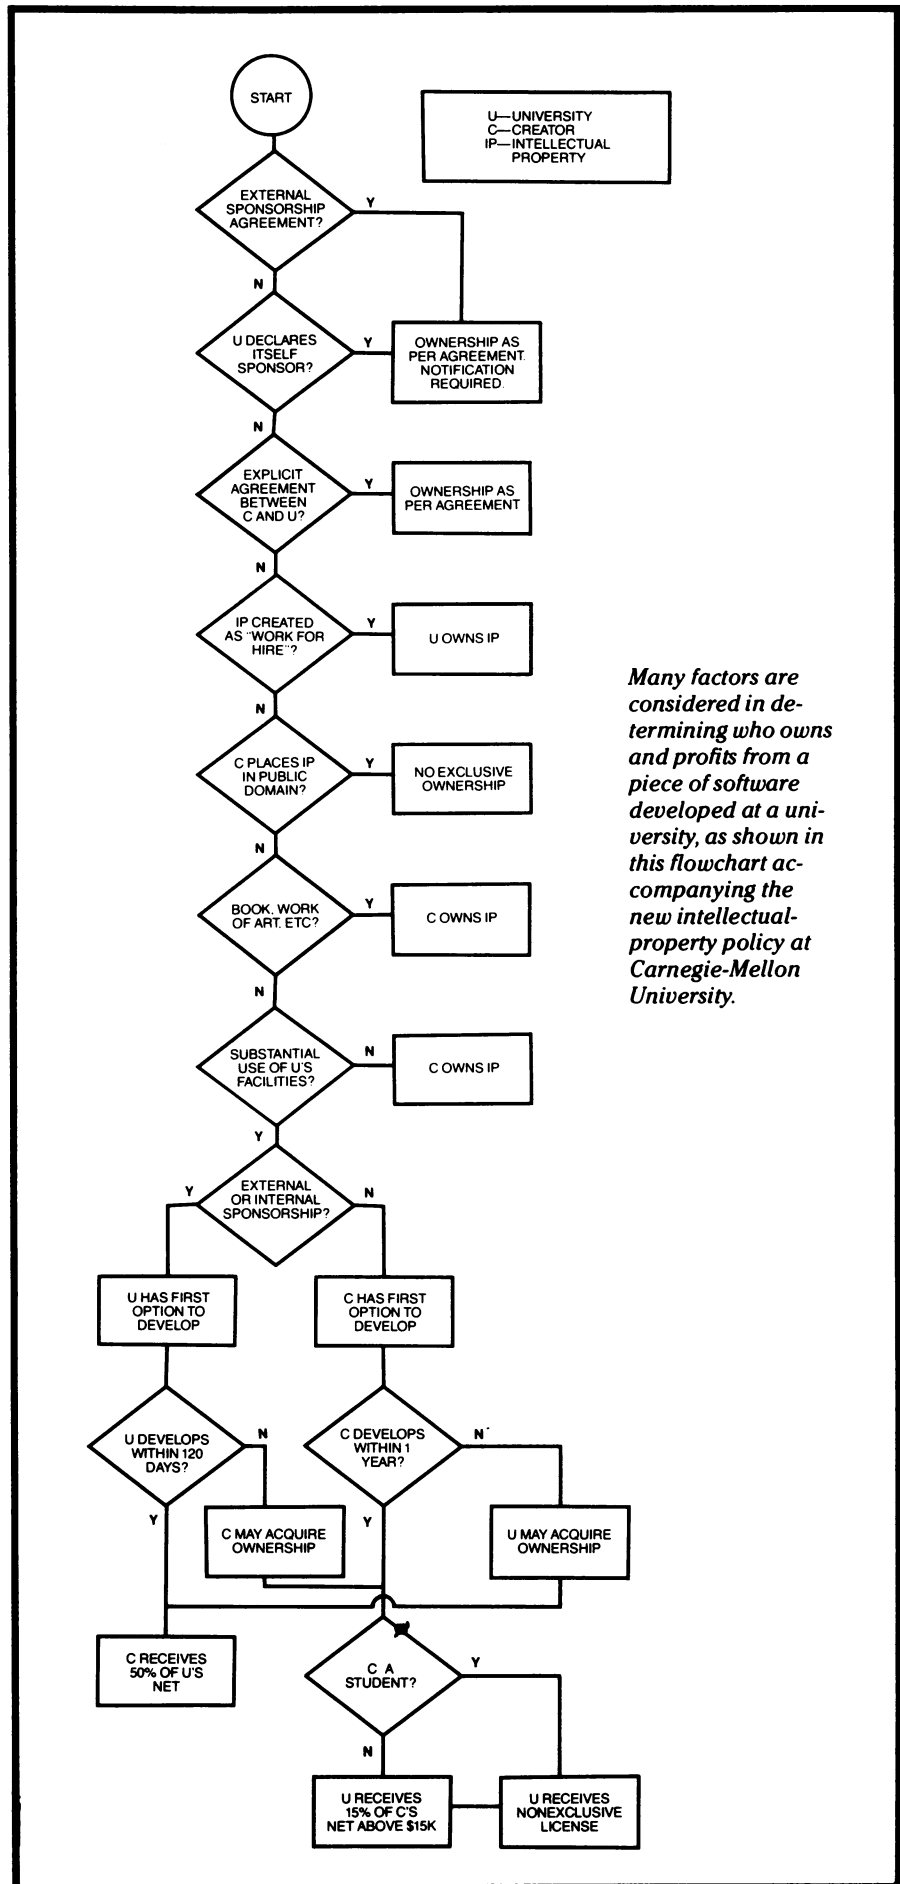 START
U—UNIVERSITY
C—CREATOR
IP—INTELLECTUAL
PROPERTY
EXTERNAL
SPONSORSHIP
AGREEMENT?
Y
N
U DECLARES
ITSELF
SPONSOR?
Y
OWNERSHIP AS
PER AGREEMENT.
NOTIFICATION
REQUIRED.
N
EXPLICIT
AGREEMENT
BETWEEN
C AND U?
Y
OWNERSHIP AS
PER AGREEMENT
N
IP CREATED
AS "WORK FOR
HIRE"?
Y
U OWNS IP
N
C PLACES IP
IN PUBLIC
DOMAIN?
Y
NO EXCLUSIVE
OWNERSHIP
N
BOOK, WORK
OF ART, ETC?
Y
C OWNS IP
N
SUBSTANTIAL
USE OF U'S
FACILITIES?
N
C OWNS IP
Y
EXTERNAL
OR INTERNAL
SPONSORSHIP?
Y
N
U HAS FIRST
OPTION TO
DEVELOP
C HAS FIRST
OPTION TO
DEVELOP
U DEVELOPS
WITHIN 120
DAYS?
N
Y
C DEVELOPS
WITHIN 1
YEAR?
N
Y
C MAY ACQUIRE
OWNERSHIP
U MAY ACQUIRE
OWNERSHIP
C RECEIVES
50% OF U'S
NET
C A
STUDENT?
Y
N
U RECEIVES
15% OF C'S
NET ABOVE $15K
U RECEIVES
NONEXCLUSIVE
LICENSE
Many factors are
considered in de-
termining who owns
and profits from a
piece of software
developed at a uni-
versity, as shown in
this flowchart ac-
companying the
new intellectual-
property policy at
Carnegie-Mellon
University.